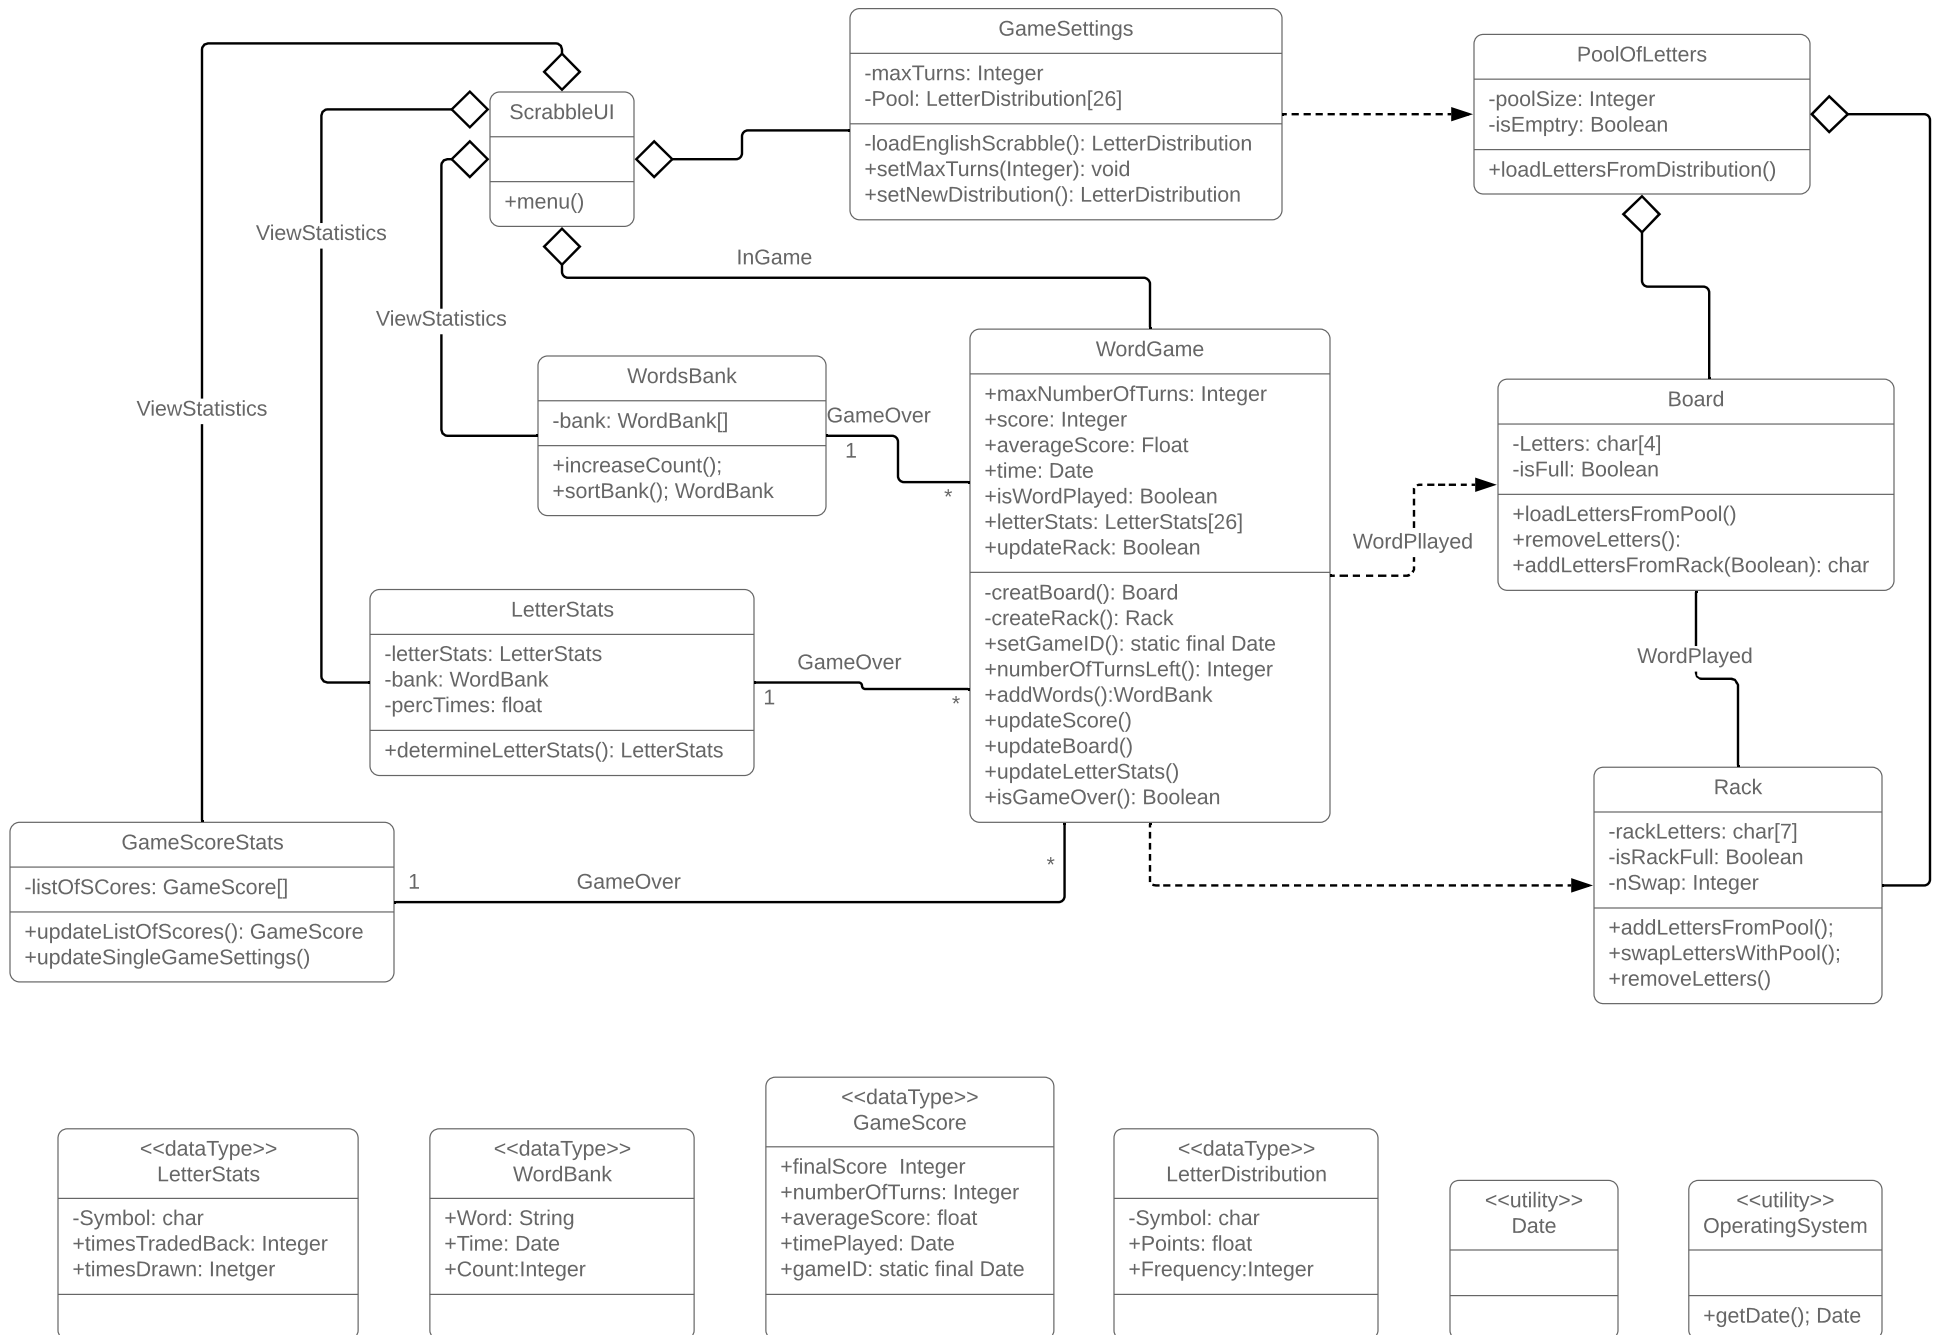 GameSettings
-maxTurns: Integer
-Pool: LetterDistribution[26]
-loadEnglishScrabble(): LetterDistribution
+setMaxTurns(Integer): void
+setNewDistribution(): LetterDistribution
PoolOfLetters
-poolSize: Integer
-isEmptry: Boolean
+loadLettersFromDistribution()
ScrabbleUI
+menu()
ViewStatistics
InGame
ViewStatistics
ViewStatistics
WordsBank
-bank: WordBank[]
+increaseCount();
+sortBank(); WordBank
GameOver
1
*
WordGame
+maxNumberOfTurns: Integer
+score: Integer
+averageScore: Float
+time: Date
+isWordPlayed: Boolean
+letterStats: LetterStats[26]
+updateRack: Boolean
-creatBoard(): Board
-createRack(): Rack
+setGameID(): static final Date
+numberOfTurnsLeft(): Integer
+addWords():WordBank
+updateScore()
+updateBoard()
+updateLetterStats()
+isGameOver(): Boolean
Board
-Letters: char[4]
-isFull: Boolean
+loadLettersFromPool()
+removeLetters():
+addLettersFromRack(Boolean): char
WordPllayed
LetterStats
-letterStats: LetterStats
-bank: WordBank
-percTimes: float
+determineLetterStats(): LetterStats
GameOver
1
*
WordPlayed
Rack
-rackLetters: char[7]
-isRackFull: Boolean
-nSwap: Integer
+addLettersFromPool();
+swapLettersWithPool();
+removeLetters()
GameScoreStats
-listOfSCores: GameScore[]
+updateListOfScores(): GameScore
+updateSingleGameSettings()
1
GameOver
*
<<dataType>>
LetterStats
-Symbol: char
+timesTradedBack: Integer
+timesDrawn: Inetger
<<dataType>>
WordBank
+Word: String
+Time: Date
+Count:Integer
<<dataType>>
GameScore
+finalScore  Integer
+numberOfTurns: Integer
+averageScore: float
+timePlayed: Date
+gameID: static final Date
<<dataType>>
LetterDistribution
-Symbol: char
+Points: float
+Frequency:Integer
<<utility>>
Date
<<utility>>
OperatingSystem
+getDate(); Date